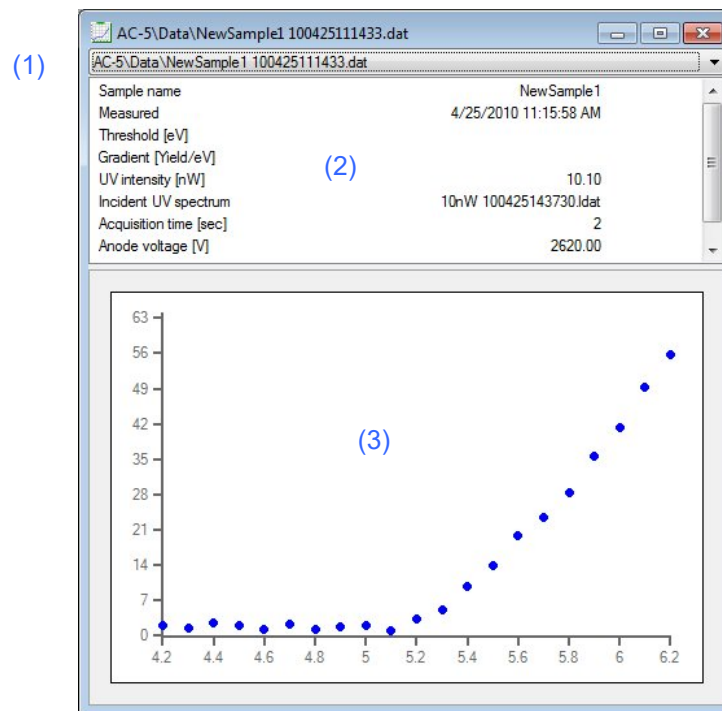 AC-5\Data\NewSample1 100425111433.dat
(1)
AC-5\Data\NewSample1 100425111433.dat
Sample name NewSample1
Measured 4/25/2010 11:15:58 AM
Threshold [eV]
Gradient [Yield/eV]
(2)
UV intensity [nW] 10.10
Incident UV spectrum 10nW 100425143730.ldat
Acquisition time [sec] 2
Anode voltage [V] 2620.00
63
56
49
42
(3)
35
28
21
14
7
0
4.2 4.4 4.6 4.8 5 5.2 5.4 5.6 5.8 6 6.2